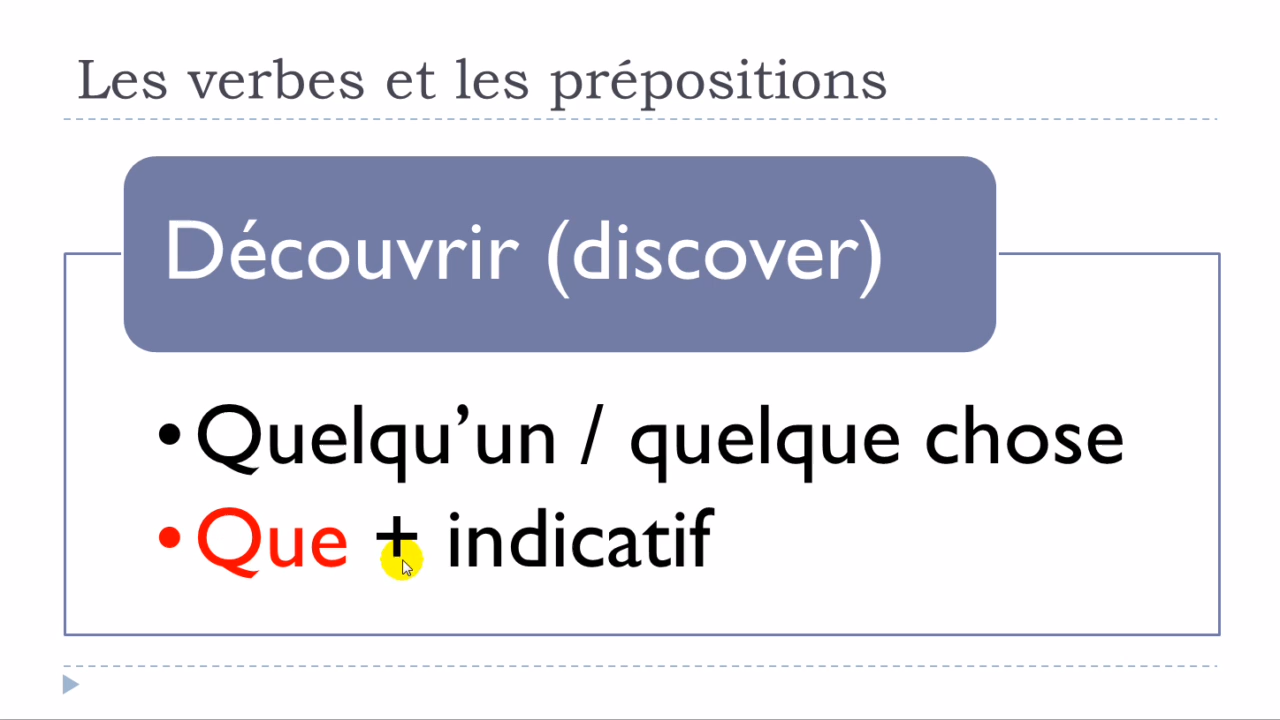 Les verbes et les prépositions
Découvrir (discover)
•Quelqu’un / quelque chose
•Que + indicatif